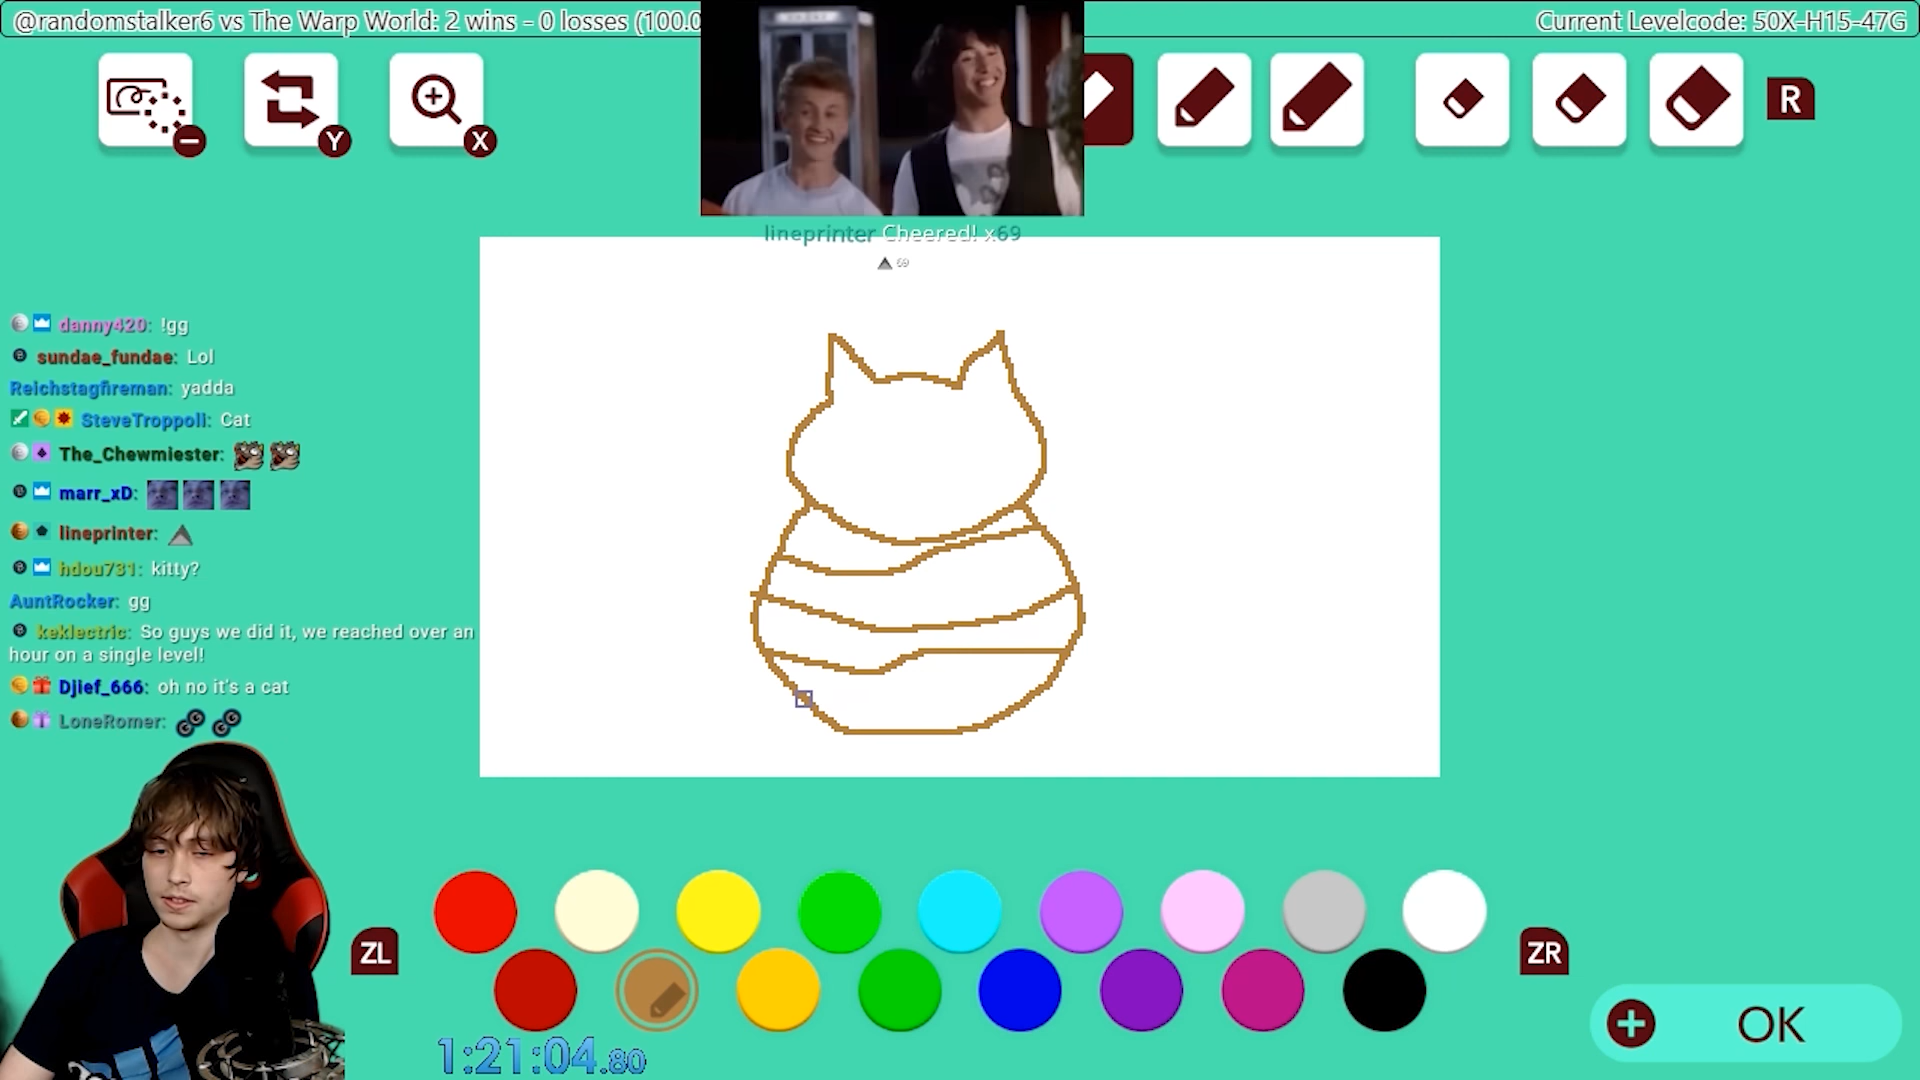 @randomstalker6 vs The Warp World: 2 wins - 0 losses (100.0
Current Levelcode: 50X-H15-47G
Y
X
R
lineprinter Cheered! x69
69
danny420: !gg
sundae_fundae: Lol
Reichstagfireman: yadda
SteveTroppoli: Cat
The_Chewmiester:
marr_xD:
lineprinter:
hdou731: kitty?
AuntRocker: gg
keklectric: So guys we did it, we reached over an
hour on a single level!
Djief_666: oh no it's a cat
LoneRomer:
ZL
ZR
OK
1:21:04.80